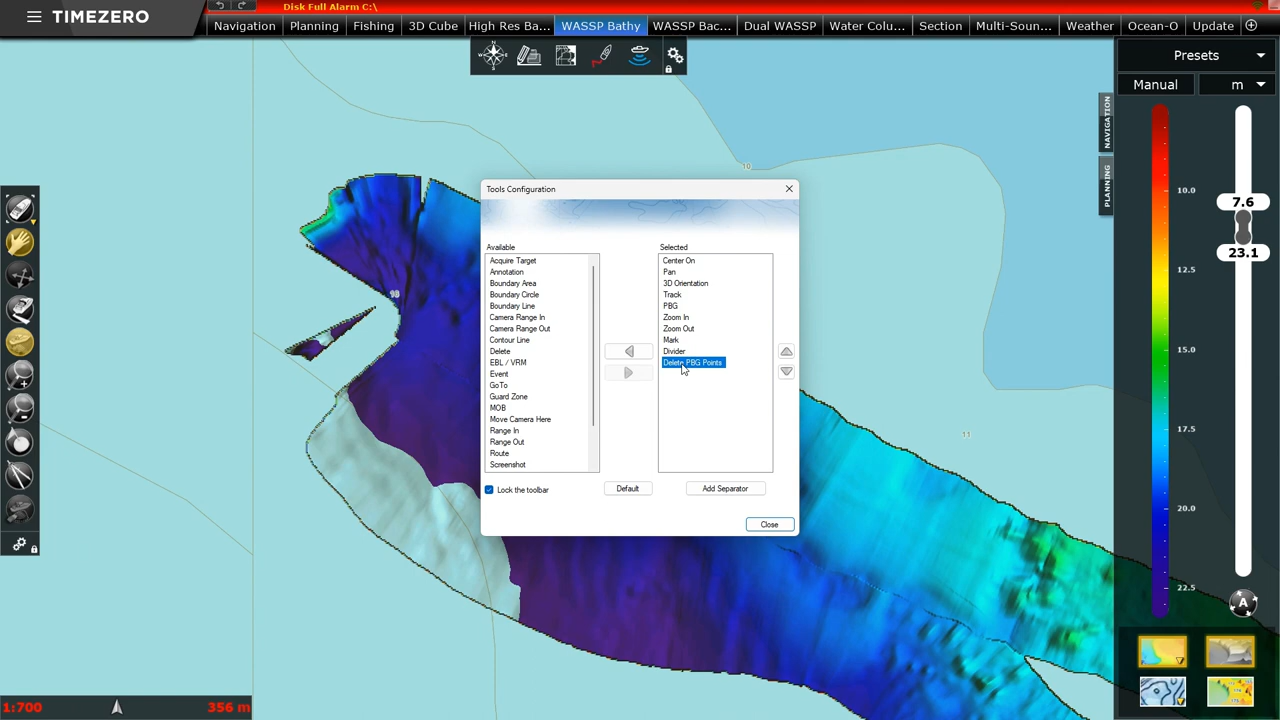 TIMEZERO
Disk Full Alarm C:\
Navigation
Planning
Fishing
3D Cube
High Res Ba...
WASSP Bathy
WASSP Bac...
Dual WASSP
Water Colu...
Section
Multi-Soun...
Weather
Ocean-O
Update
Presets
Manual
m
NAVIGATION
PLANNING
7.6
23.1
10.0
12.5
15.0
17.5
20.0
22.5
A
10
18
11
Tools Configuration
Available
Acquire Target
Annotation
Boundary Area
Boundary Circle
Boundary Line
Camera Range In
Camera Range Out
Contour Line
Delete
EBL / VRM
Event
GoTo
Guard Zone
MOB
Move Camera Here
Range In
Range Out
Route
Screenshot
Selected
Center On
Pan
3D Orientation
Track
PBG
Zoom In
Zoom Out
Mark
Divider
Delete PBG Points
Lock the toolbar
Default
Add Separator
Close
1:700
356 m